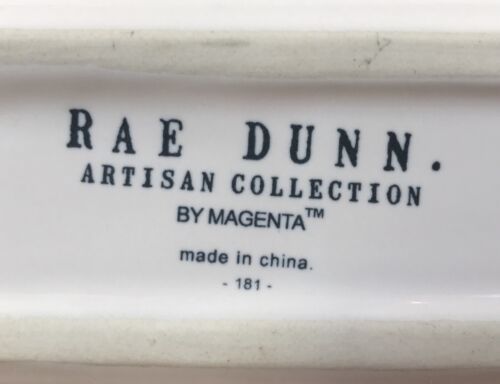 RAE DUNN.
ARTISAN COLLECTION
BY MAGENTA™
made in china.
- 181 -